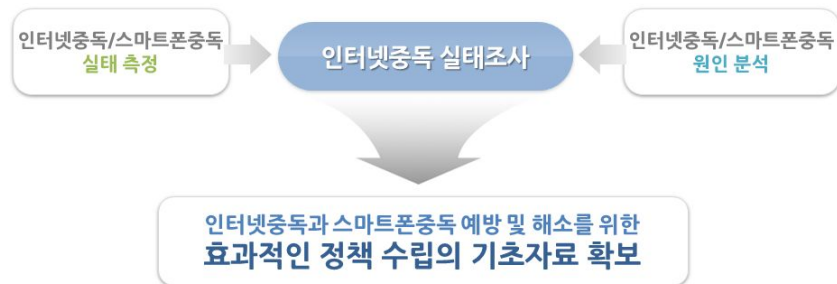 인터넷중독/스마트폰중독
실태 측정
인터넷중독 실태조사
인터넷중독/스마트폰중독
원인 분석
인터넷중독과 스마트폰중독 예방 및 해소를 위한
효과적인 정책 수립의 기초자료 확보